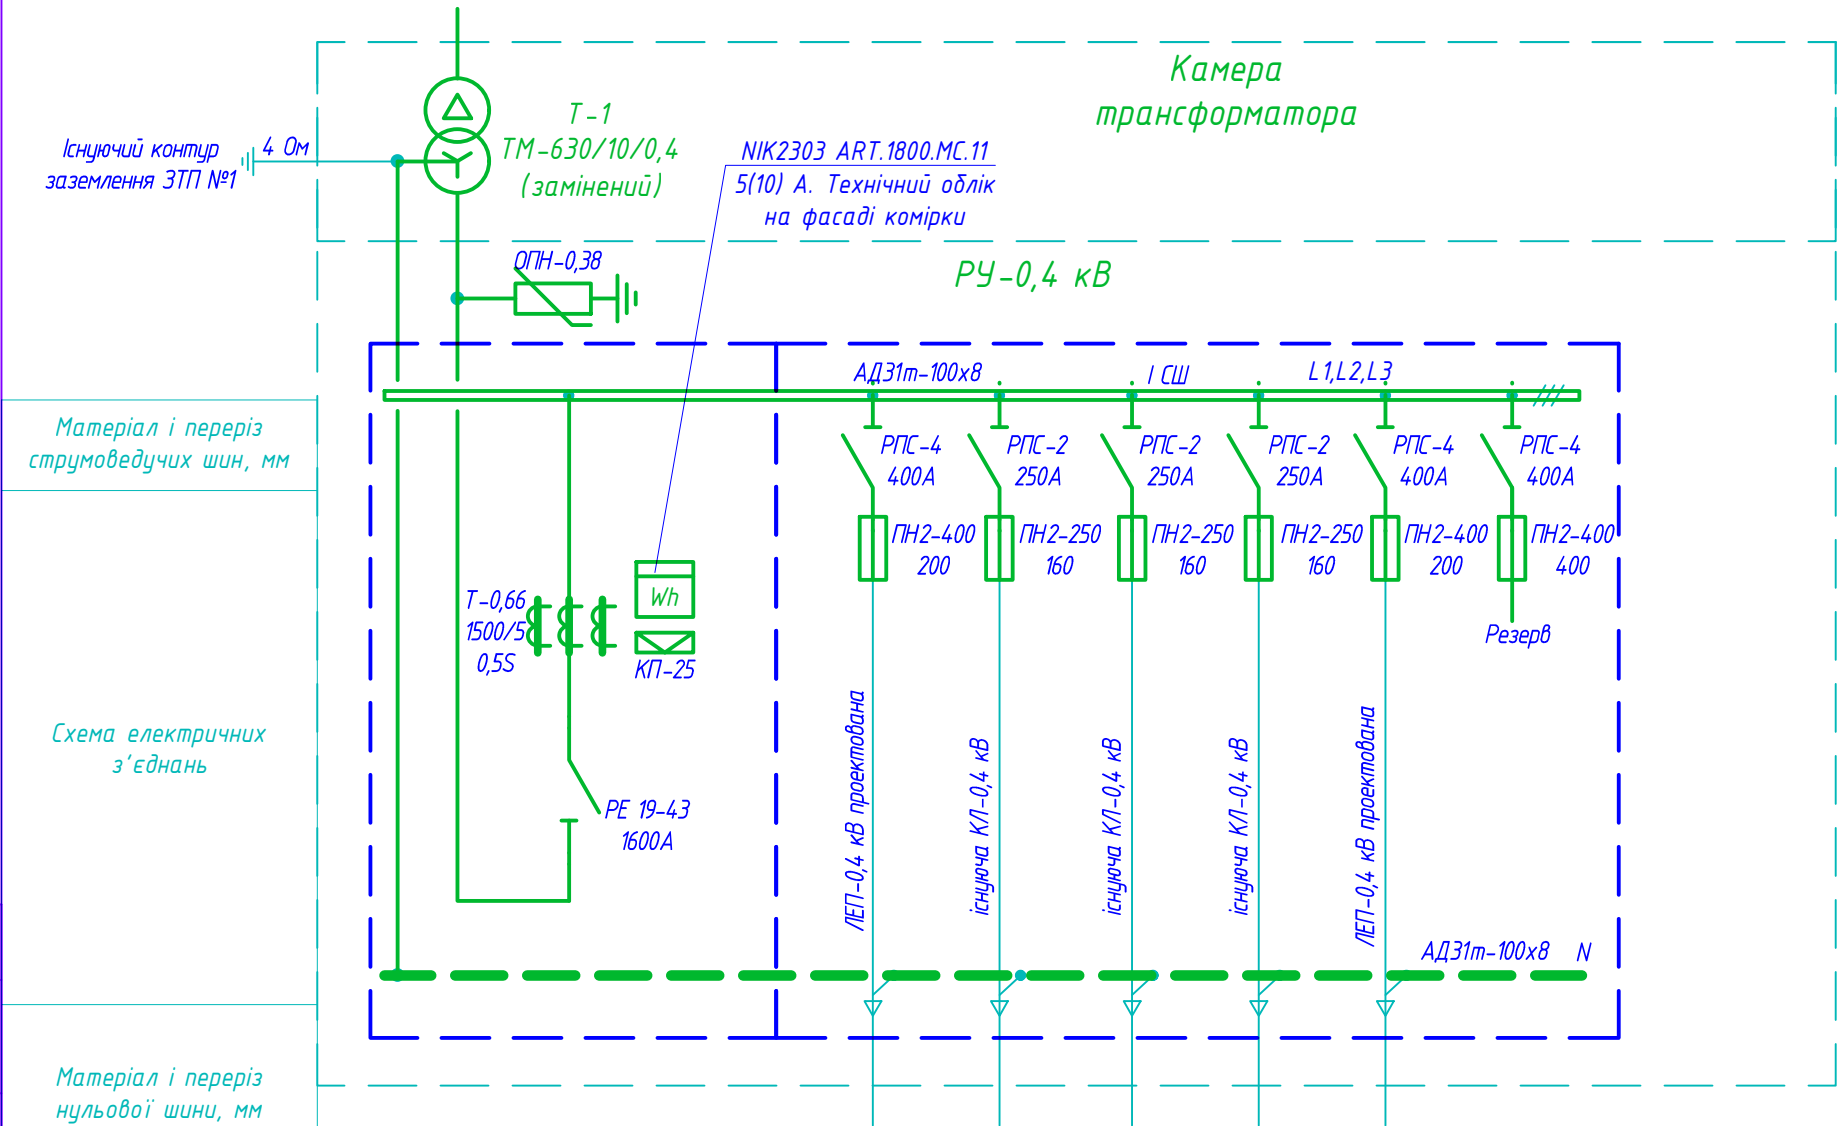 Камера
трансформатора
Т-1
ТМ-630/10/0,4
(замінений)
Існуючий контур
заземлення ЗТП №1
4 Ом
NIK2303 ART.1800.MC.11
5(10) А. Технічний облік
на фасаді комірки
ОПН-0,38
РУ-0,4 кВ
АД31т-100х8
І СШ
L1,L2,L3
Матеріал і переріз
струмоведучих шин, мм
РПС-4
400А
РПС-2
250А
РПС-2
250А
РПС-2
250А
РПС-4
400А
РПС-4
400А
ПН2-400
200
ПН2-250
160
ПН2-250
160
ПН2-250
160
ПН2-400
200
ПН2-400
400
Т-0,66
1500/5
0,5S
Wh
КП-25
Резерв
Схема електричних
з'єднань
РЕ 19-43
1600А
ЛЕП-0,4 кВ проектована
існуюча КЛ-0,4 кВ
існуюча КЛ-0,4 кВ
існуюча КЛ-0,4 кВ
ЛЕП-0,4 кВ проектована
АД31т-100х8 N
Матеріал і переріз
нульової шини, мм